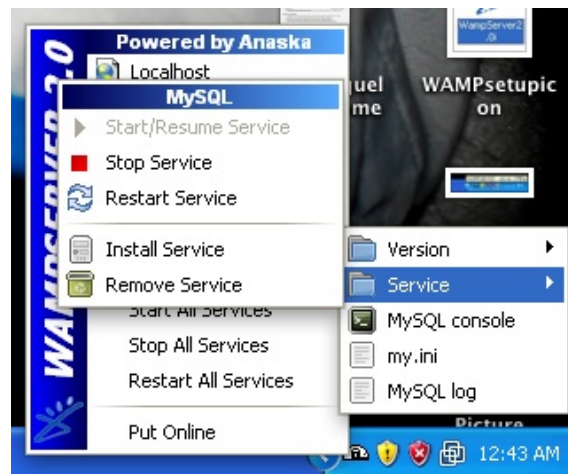 WAMPSERVER 2.0
Powered by Anaska
Localhost
MySQL
Start/Resume Service
Stop Service
Restart Service
Install Service
Remove Service
Start All Services
Stop All Services
Restart All Services
Put Online
Version
Service
MySQL console
my.ini
MySQL log
WampServer2
.0i
uel
me
WAMPsetupic
on
Picture
12:43 AM